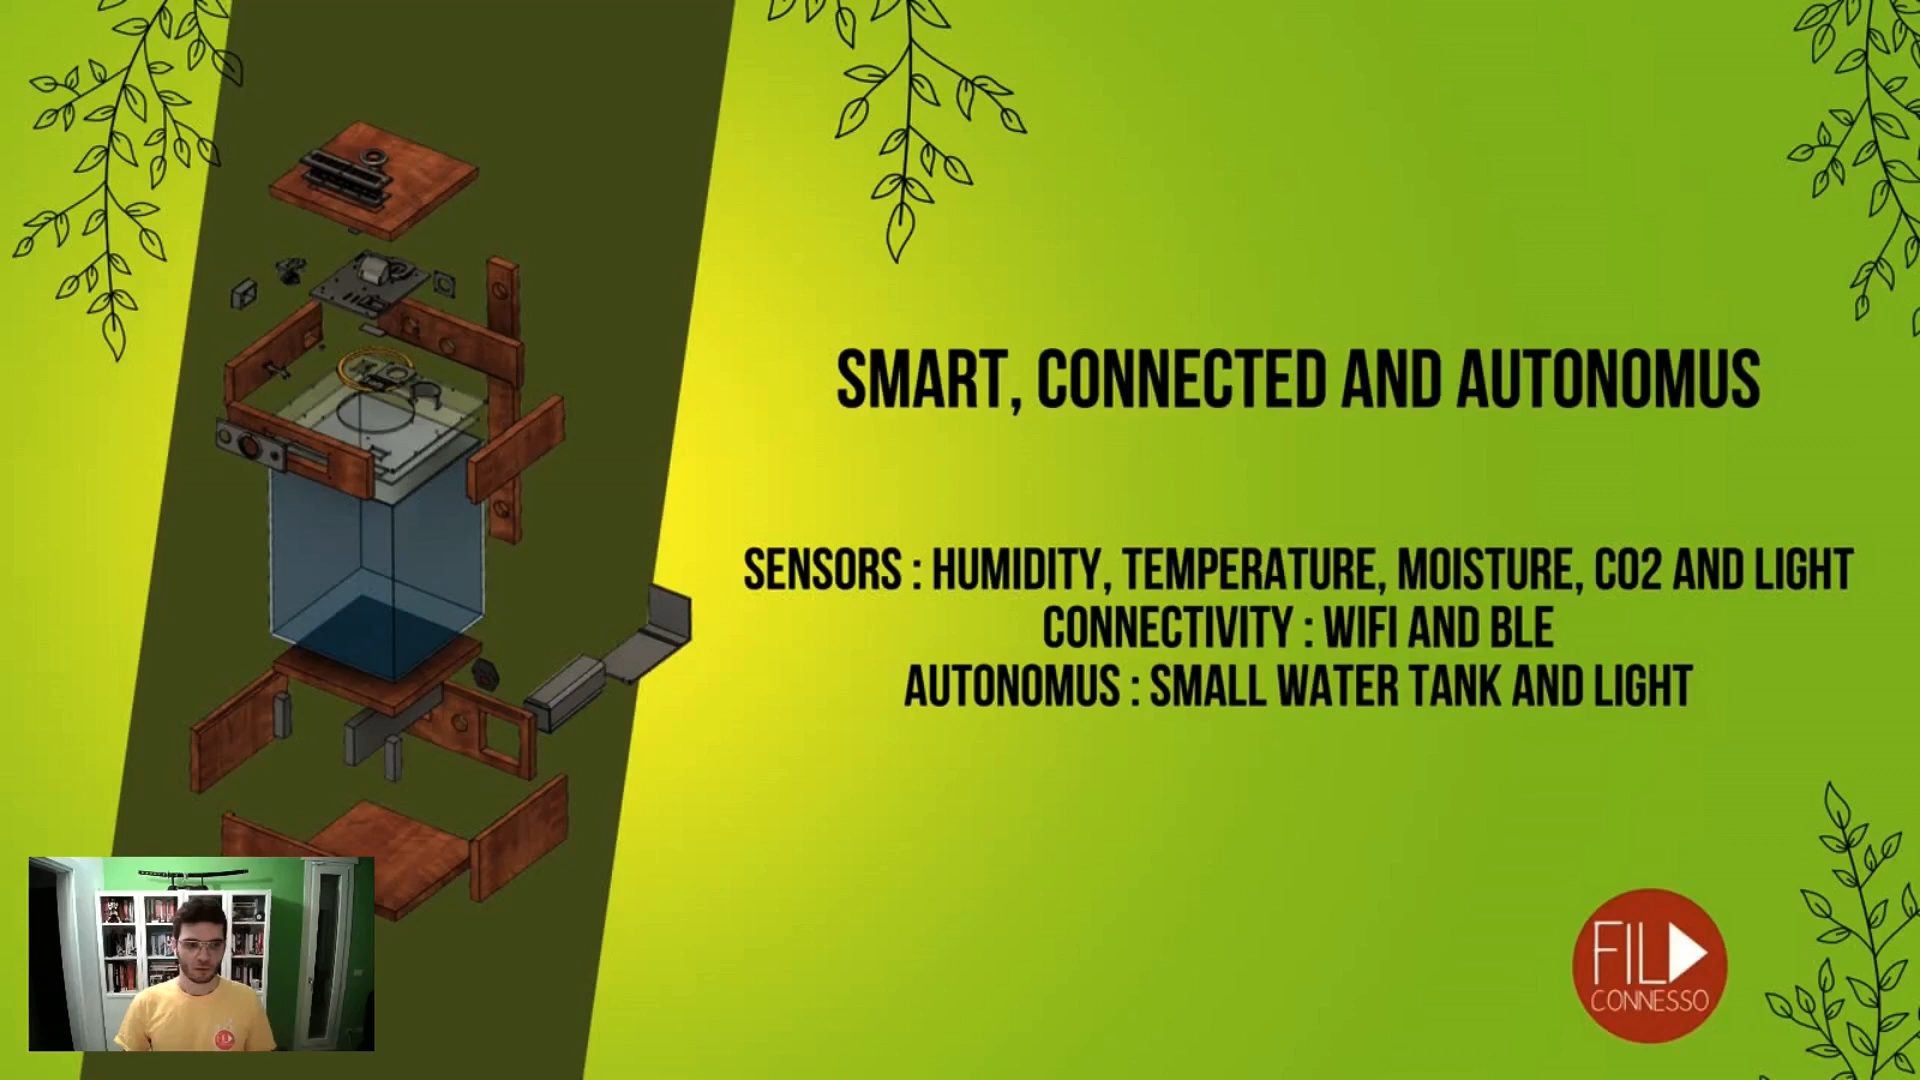 SMART, CONNECTED AND AUTONOMUS
SENSORS : HUMIDITY, TEMPERATURE, MOISTURE, CO2 AND LIGHT
CONNECTIVITY : WIFI AND BLE
AUTONOMUS : SMALL WATER TANK AND LIGHT
FILO
CONNESSO